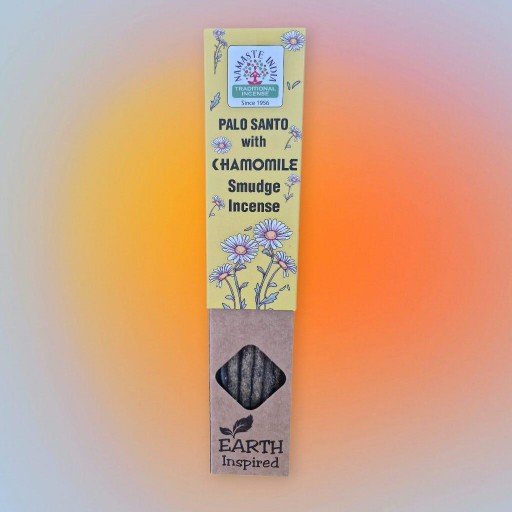 NAMASTE INDIA
TRADITIONAL
INCENSE
Since 1956
PALO SANTO
with
CHAMOMILE
Smudge
Incense
EARTH
Inspired